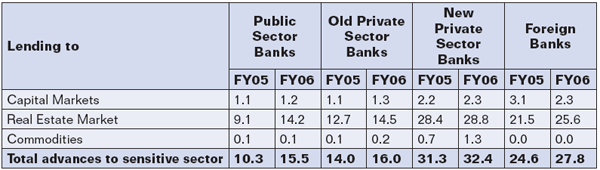 Lending to Public Sector Banks Old Private Sector Banks New Private Sector Banks Foreign Banks
FY05 FY06 FY05 FY06 FY05 FY06 FY05 FY06
Capital Markets 1.1 1.2 1.1 1.3 2.2 2.3 3.1 2.3
Real Estate Market 9.1 14.2 12.7 14.5 28.4 28.8 21.5 25.6
Commodities 0.1 0.1 0.1 0.2 0.7 1.3 0.0 0.0
Total advances to sensitive sector 10.3 15.5 14.0 16.0 31.3 32.4 24.6 27.8